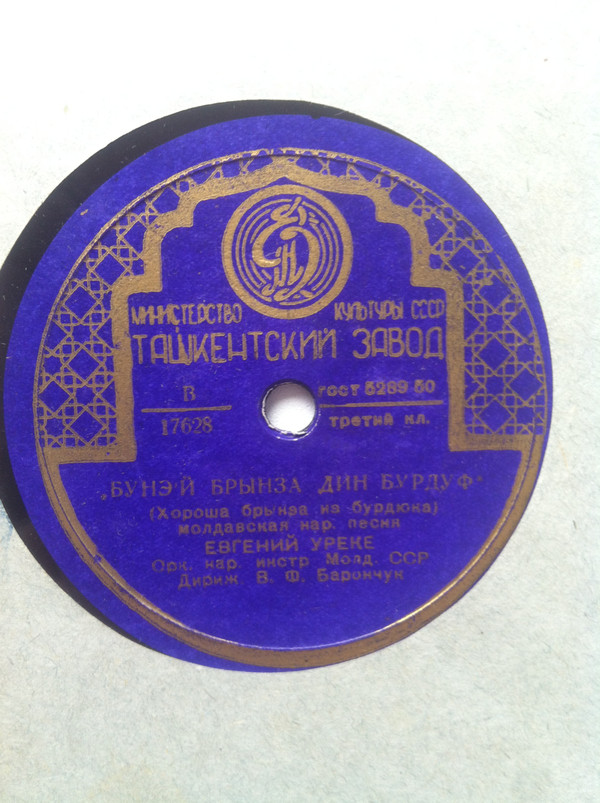 МИНИСТЕРСТВО КУЛЬТУРЫ СССР
ТАШКЕНТСКИЙ ЗАВОД
В
17628
ГОСТ 5289 50
третий кл.
„БУНЭ'Й БРЫНЗА ДИН БУРДУФ"
(Хороша брынза из бурдюка)
молдавская нар. песня
ЕВГЕНИЙ УРЕКЕ
Орк. нар. инстр Молд. ССР
Дириж. В. Ф. Барончук